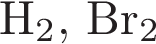 H₂, Br₂